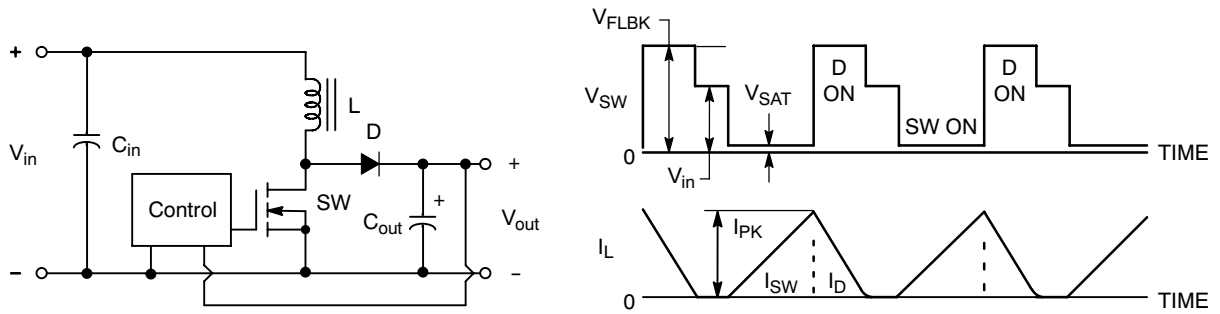 +
V_in
C_in
L
D
+
Control
SW
C_out
+
V_out
−
−
V_FLBK
V_SW
D
ON
V_SAT
SW ON
D
ON
0
V_in
TIME
I_L
I_PK
I_SW
I_D
0
TIME